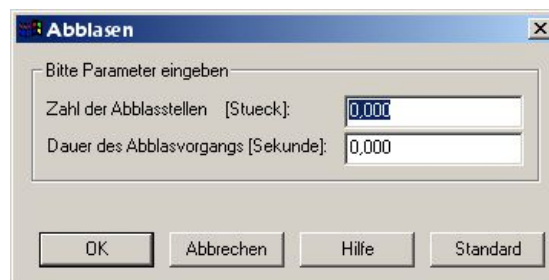 Abblasen
Bitte Parameter eingeben
Zahl der Abblasstellen [Stueck]: 0,000
Dauer des Abblasvorgangs [Sekunde]: 0,000
OK Abbrechen Hilfe Standard